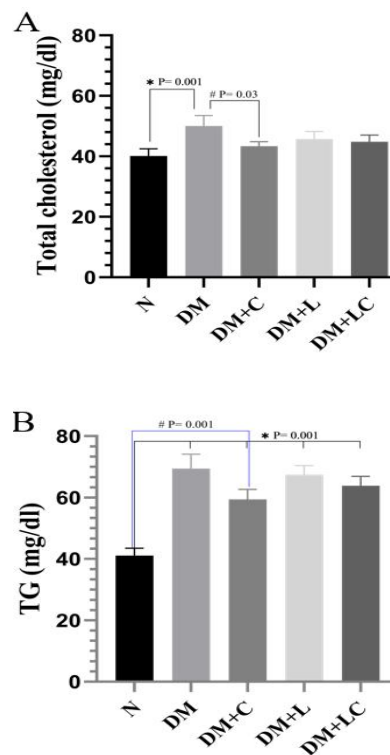 A
Total cholesterol (mg/dl)
80
60
40
20
0
* P= 0.001
# P= 0.03
N
DM
DM+C
DM+L
DM+LC
B
TG (mg/dl)
80
60
40
20
0
# P= 0.001
* P= 0.001
N
DM
DM+C
DM+L
DM+LC